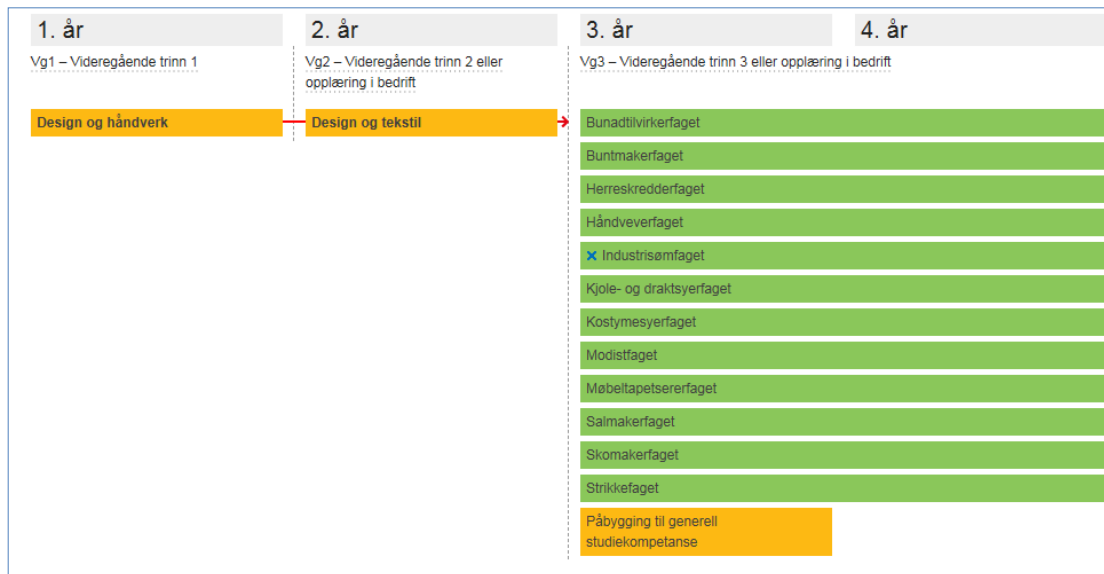 1. år
2. år
3. år
4. år
Vg1 – Videregående trinn 1
Vg2 – Videregående trinn 2 eller
opplæring i bedrift
Vg3 – Videregående trinn 3 eller opplæring i bedrift
Design og håndverk
Design og tekstil
Bunadtilvirkerfaget
Buntmakerfaget
Herreskredderfaget
Håndveverfaget
Industrisømfaget
Kjole- og draktsyerfaget
Kostymesyerfaget
Modistfaget
Møbeltapetsererfaget
Salmakerfaget
Skomakerfaget
Strikkefaget
Påbygging til generell
studiekompetanse